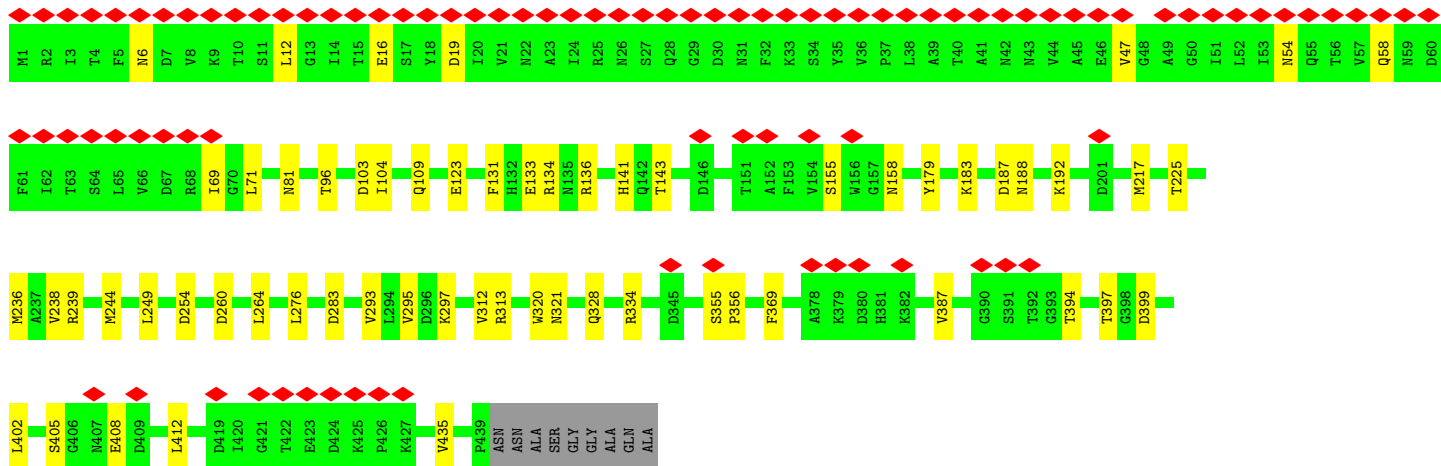 M1 R2 I3 T4 F5 N6 D7 V8 K9 T10 S11 L12 G13 I14 T15 E16 S17 Y18 D19 I20 V21 N22 A23 I24 R25 N26 S27 Q28 G29 D30 N31 F32 K33 S34 Y35 V36 P37 L38 A39 T40 A41 N42 N43 V44 A45 E46 V47 G48 A49 G50 I51 L52 I53 N54 Q55 T56 V57 Q58 N59 D60
F61 I62 T63 S64 L65 V66 D67 R68 I69 G70 L71 N81 T96 D103 I104 Q109 E123 F131 H132 E133 R134 N135 R136 H141 Q142 T143 D146 T151 A152 F153 V154 S155 W156 G157 N158 Y179 K183 D187 N188 K192 D201 M217 T225
M236 A237 V238 R239 M244 L249 D254 D260 L264 L276 D283 V293 L294 V295 D296 K297 V312 R313 W320 N321 Q328 R334 D345 S355 P356 F369 A378 K379 D380 H381 K382 V387 G390 S391 T392 G393 T394 T397 G398 D399
L402 S405 G406 N407 E408 D409 L412 D419 I420 G421 T422 E423 D424 K425 P426 K427 V435 P439 ASN ASN ALA SER GLY GLY ALA GLN ALA